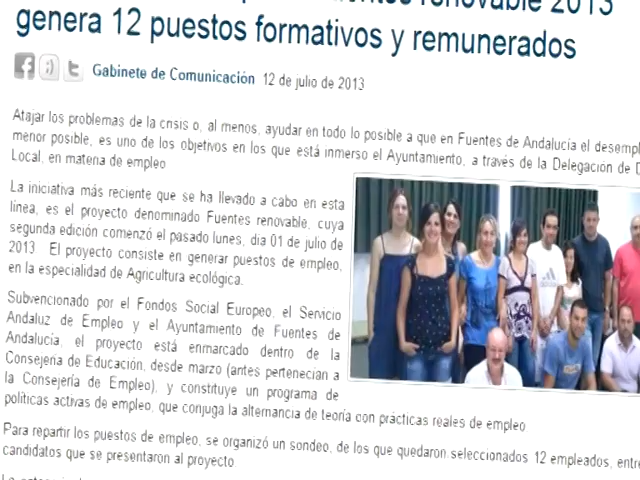 renovable 2013
genera 12 puestos formativos y remunerados
Gabinete de Comunicación 12 de julio de 2013
Atajar los problemas de la crisis o, al menos, ayudar en todo lo posible a que en Fuentes de Andalucía el
menor posible, es uno de los objetivos en los que está inmerso el Ayuntamiento, a través de la Delegación de
Local, en materia de empleo
La iniciativa más reciente que se ha llevado a cabo en esta
línea, es el proyecto denominado Fuentes renovable, cuya
segunda edición comenzó el pasado lunes, día 01 de julio de
2013 El proyecto consiste en generar puestos de empleo,
en la especialidad de Agricultura ecológica.
Subvencionado por el Fondos Social Europeo, el Servicio
Andaluz de Empleo y el Ayuntamiento de Fuentes de
Andalucía, el proyecto está enmarcado dentro de la
Consejería de Educación, desde marzo (antes pertenecían a
la Consejería de Empleo), y constituye un programa de
políticas activas de empleo, que conjuga la alternancia de teoría con prácticas reales de empleo
Para repartir los puestos de empleo, se organizó un sondeo, de los que quedaron seleccionados 12 empleados,
candidatos que se presentaron al proyecto